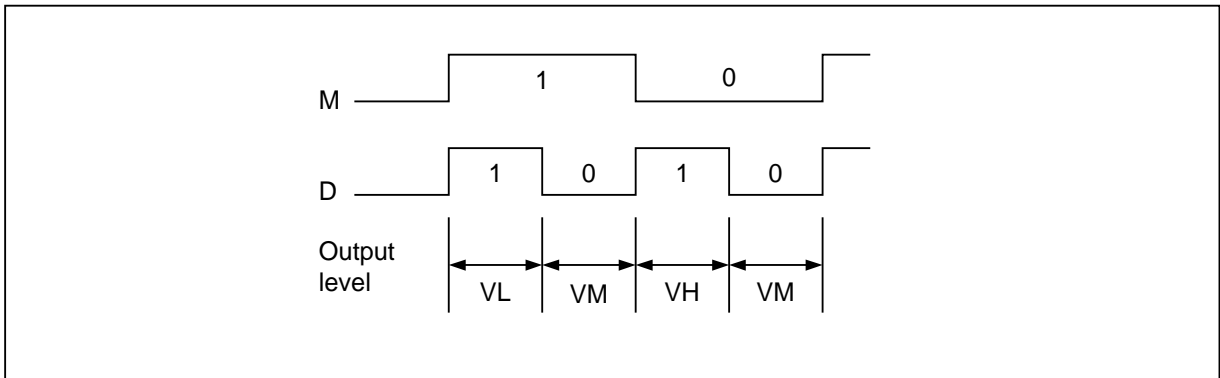 M 1 0
D 1 0 1 0
Output
level
VL VM VH VM